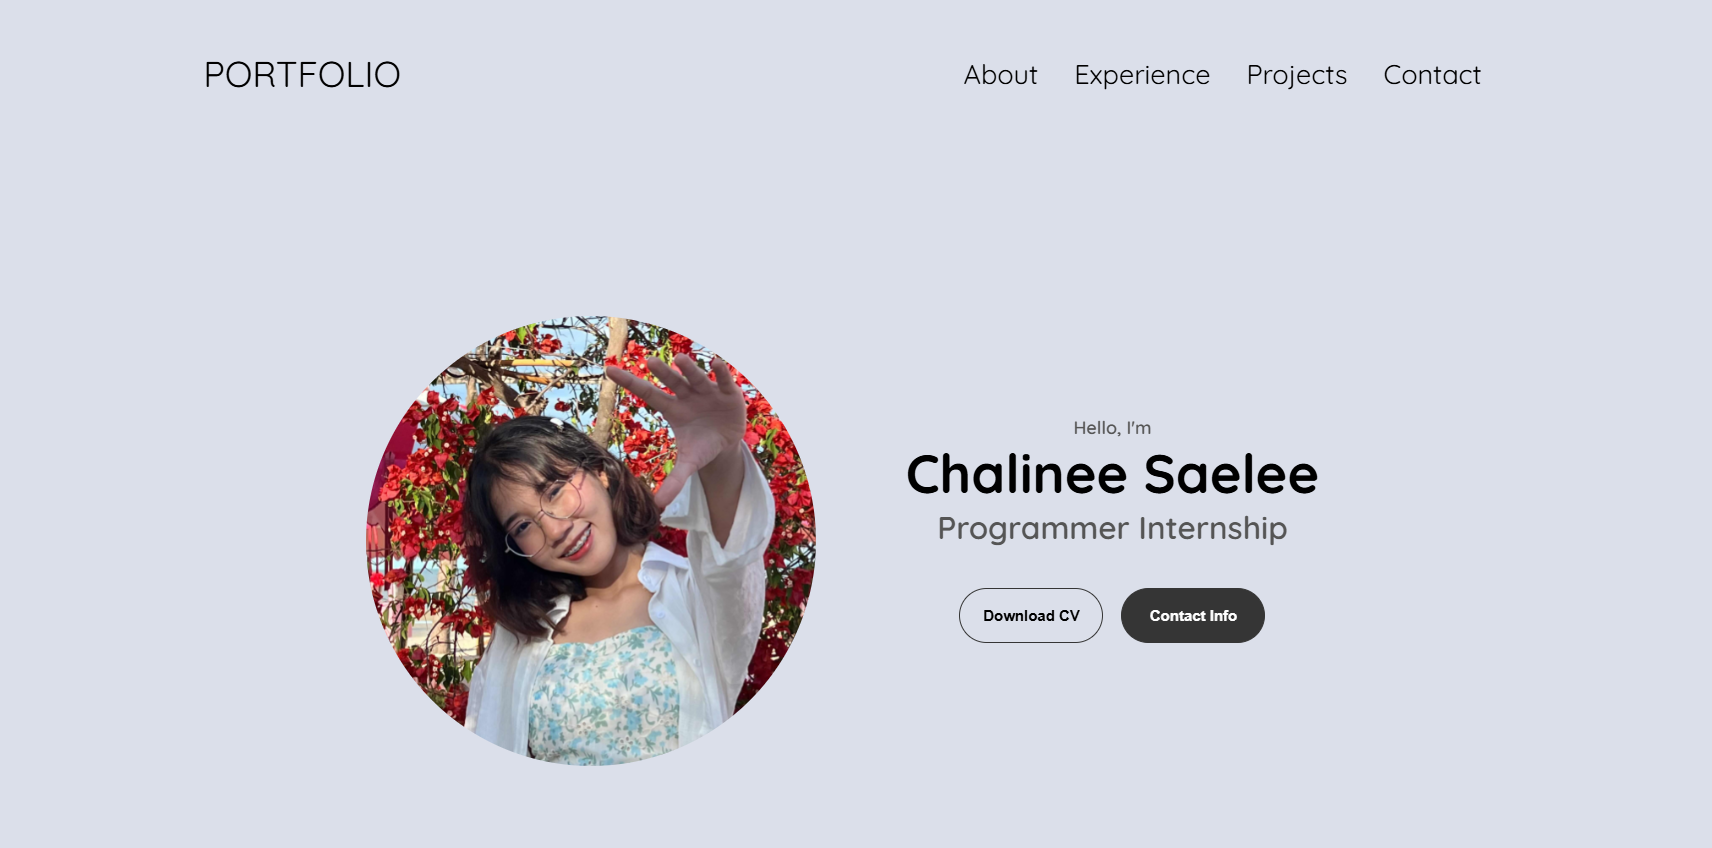 PORTFOLIO
About Experience Projects Contact
Hello, I'm
Chalinee Saelee
Programmer Internship
Download CV Contact Info